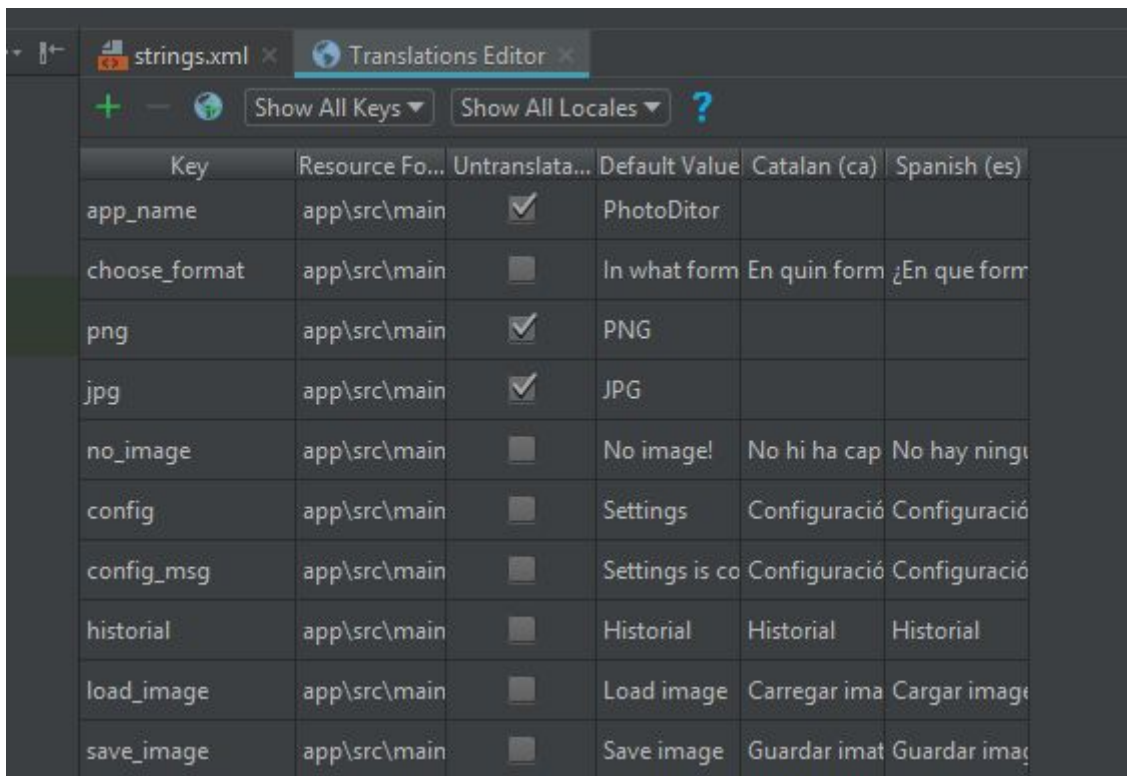 strings.xml Translations Editor
Show All Keys Show All Locales ?
Key Resource Fo... Untranslata... Default Value Catalan (ca) Spanish (es)
app_name app\src\main PhotoDitor
choose_format app\src\main In what form En quin form ¿En que form
png app\src\main PNG
jpg app\src\main JPG
no_image app\src\main No image! No hi ha cap No hay ningu
config app\src\main Settings Configuració Configuració
config_msg app\src\main Settings is co Configuració Configuració
historial app\src\main Historial Historial Historial
load_image app\src\main Load image Carregar ima Cargar image
save_image app\src\main Save image Guardar imat Guardar imag